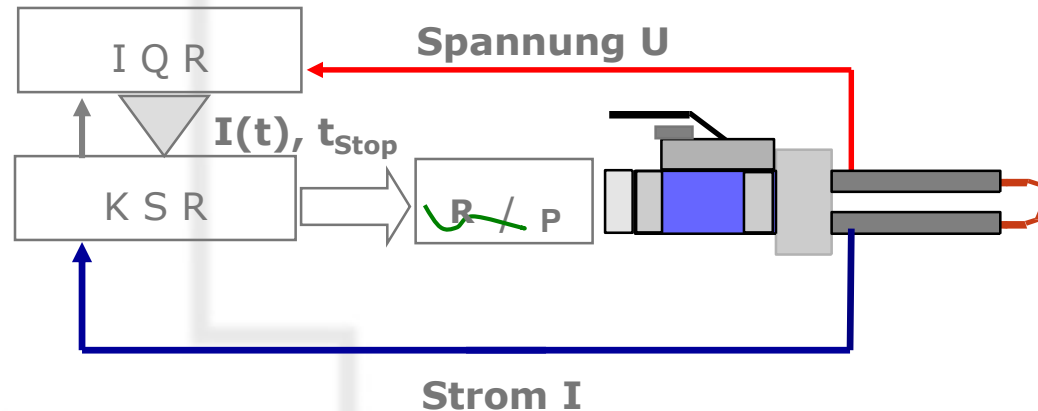 Spannung U
I Q R
I(t), tStop
K S R
R / P
Strom I